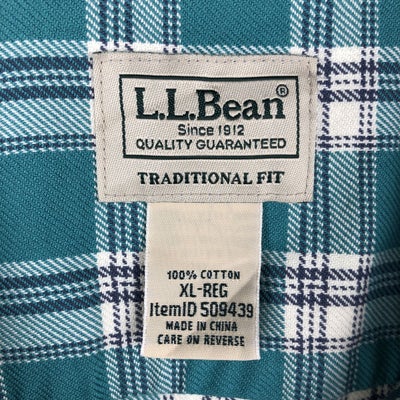 L.L.Bean®
Since 1912
QUALITY GUARANTEED
TRADITIONAL FIT
100% COTTON
XL-REG
ItemID 509439
MADE IN CHINA
CARE ON REVERSE